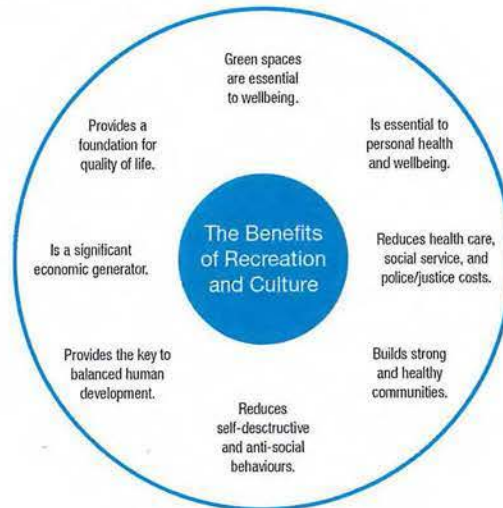 Green spaces
are essential
to wellbeing.
Is essential to
personal health
and wellbeing.
Reduces health care,
social service, and
police/justice costs.
Builds strong
and healthy
communities.
Reduces
self-desctructive
and anti-social
behaviours.
Provides the key to
balanced human
development.
Is a significant
economic generator.
Provides a
foundation for
quality of life.
The Benefits
of Recreation
and Culture